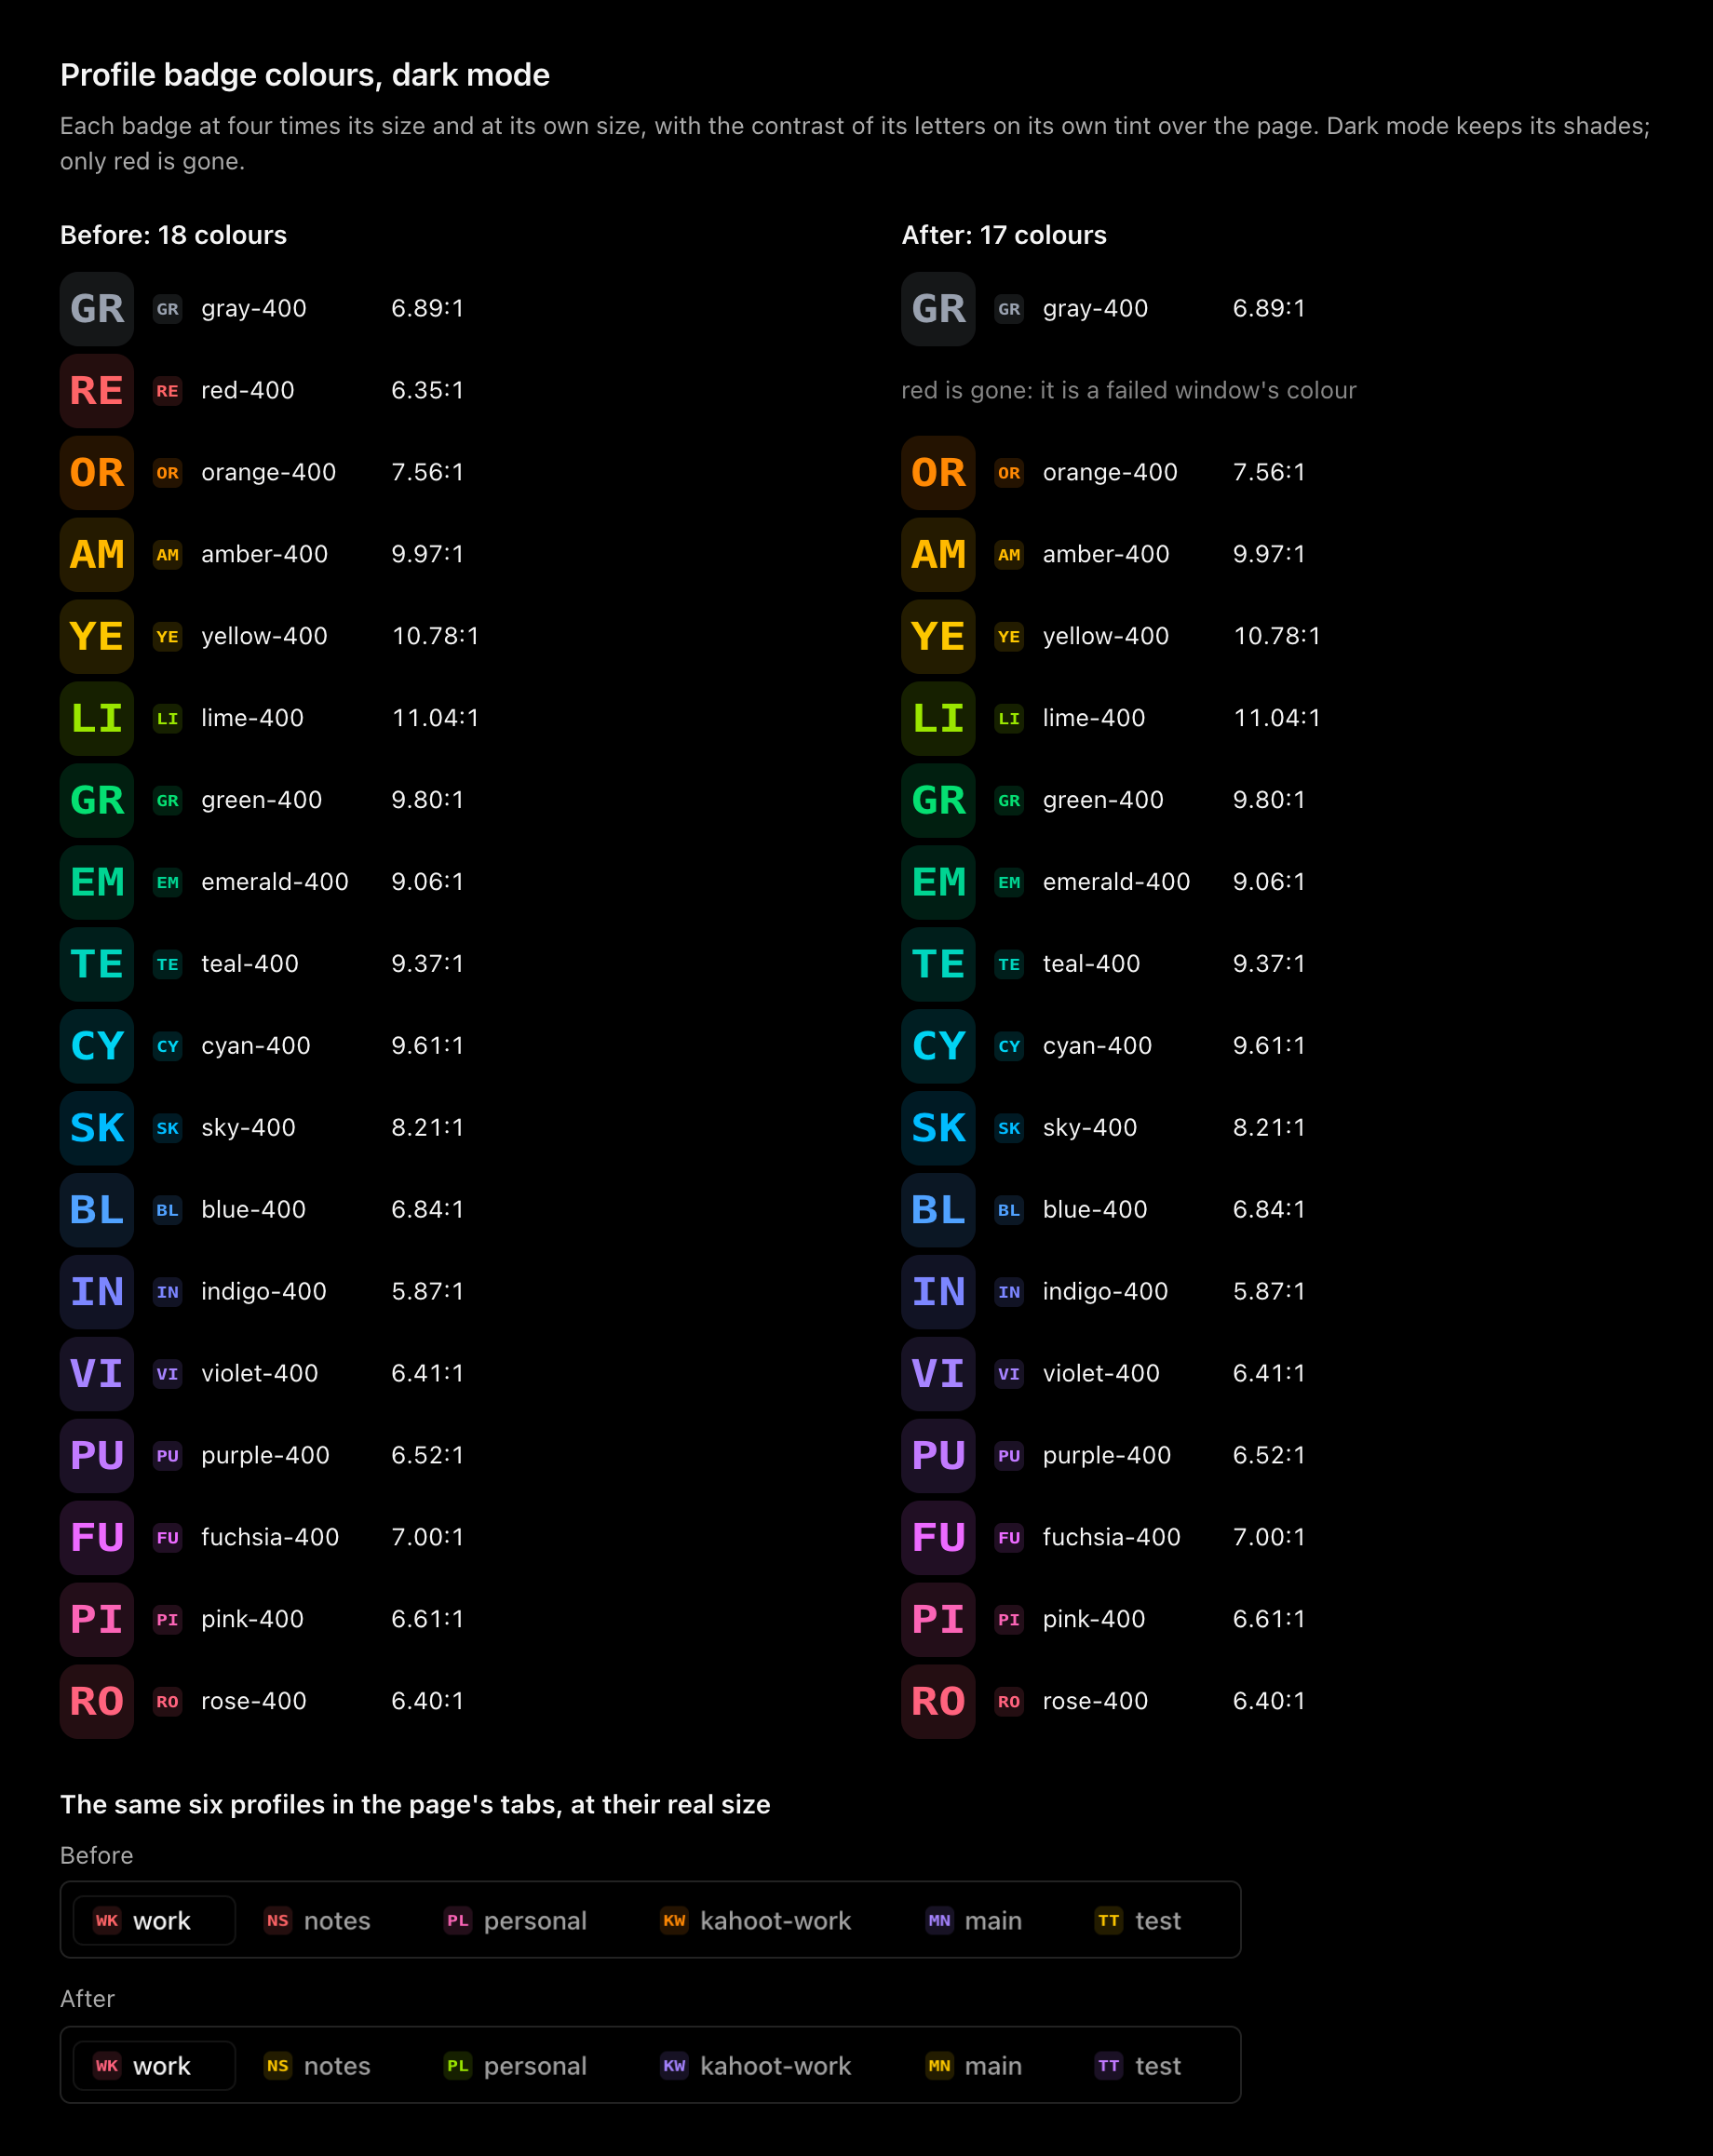 Profile badge colours, dark mode
Each badge at four times its size and at its own size, with the contrast of its letters on its own tint over the page. Dark mode keeps its shades;
only red is gone.
Before: 18 colours
GR GR gray-400 6.89:1
RE RE red-400 6.35:1
OR OR orange-400 7.56:1
AM AM amber-400 9.97:1
YE YE yellow-400 10.78:1
LI LI lime-400 11.04:1
GR GR green-400 9.80:1
EM EM emerald-400 9.06:1
TE TE teal-400 9.37:1
CY CY cyan-400 9.61:1
SK SK sky-400 8.21:1
BL BL blue-400 6.84:1
IN IN indigo-400 5.87:1
VI VI violet-400 6.41:1
PU PU purple-400 6.52:1
FU FU fuchsia-400 7.00:1
PI PI pink-400 6.61:1
RO RO rose-400 6.40:1
After: 17 colours
GR GR gray-400 6.89:1
red is gone: it is a failed window's colour
OR OR orange-400 7.56:1
AM AM amber-400 9.97:1
YE YE yellow-400 10.78:1
LI LI lime-400 11.04:1
GR GR green-400 9.80:1
EM EM emerald-400 9.06:1
TE TE teal-400 9.37:1
CY CY cyan-400 9.61:1
SK SK sky-400 8.21:1
BL BL blue-400 6.84:1
IN IN indigo-400 5.87:1
VI VI violet-400 6.41:1
PU PU purple-400 6.52:1
FU FU fuchsia-400 7.00:1
PI PI pink-400 6.61:1
RO RO rose-400 6.40:1
The same six profiles in the page's tabs, at their real size
Before
WK work NS notes PL personal KW kahoot-work MN main TT test
After
WK work NS notes PL personal KW kahoot-work MN main TT test